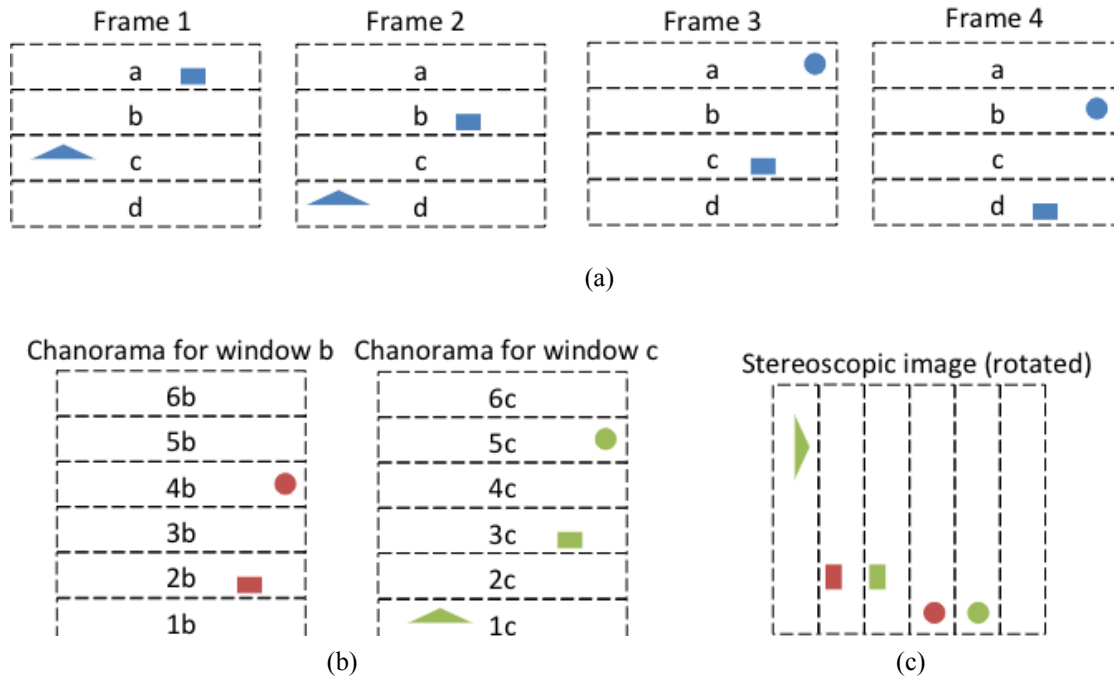 Frame 1
Frame 2
Frame 3
Frame 4
a
a
a
a
b
b
b
b
c
c
c
c
d
d
d
d
(a)
Chanorama for window b
Chanorama for window c
Stereoscopic image (rotated)
6b
5b
4b
3b
2b
1b
6c
5c
4c
3c
2c
1c
(b)
(c)